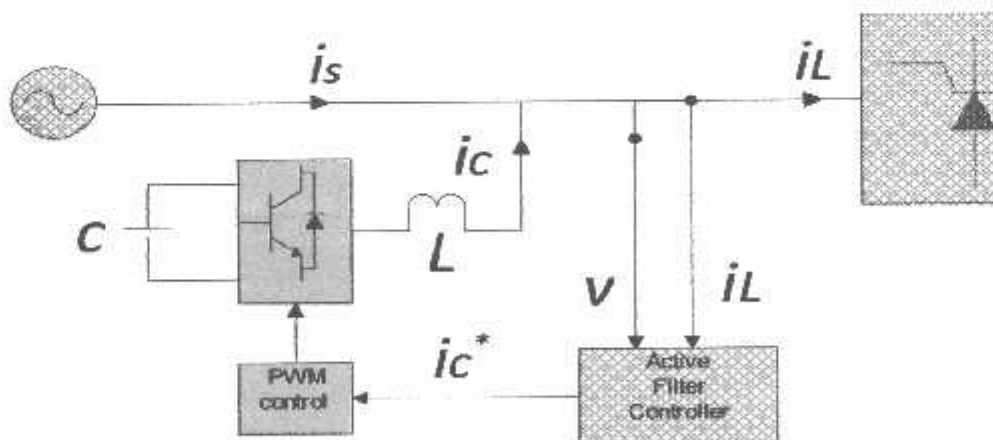 is
iL
ic
C
L
v
iL
ic*
PWM
control
Active
Filter
Controller